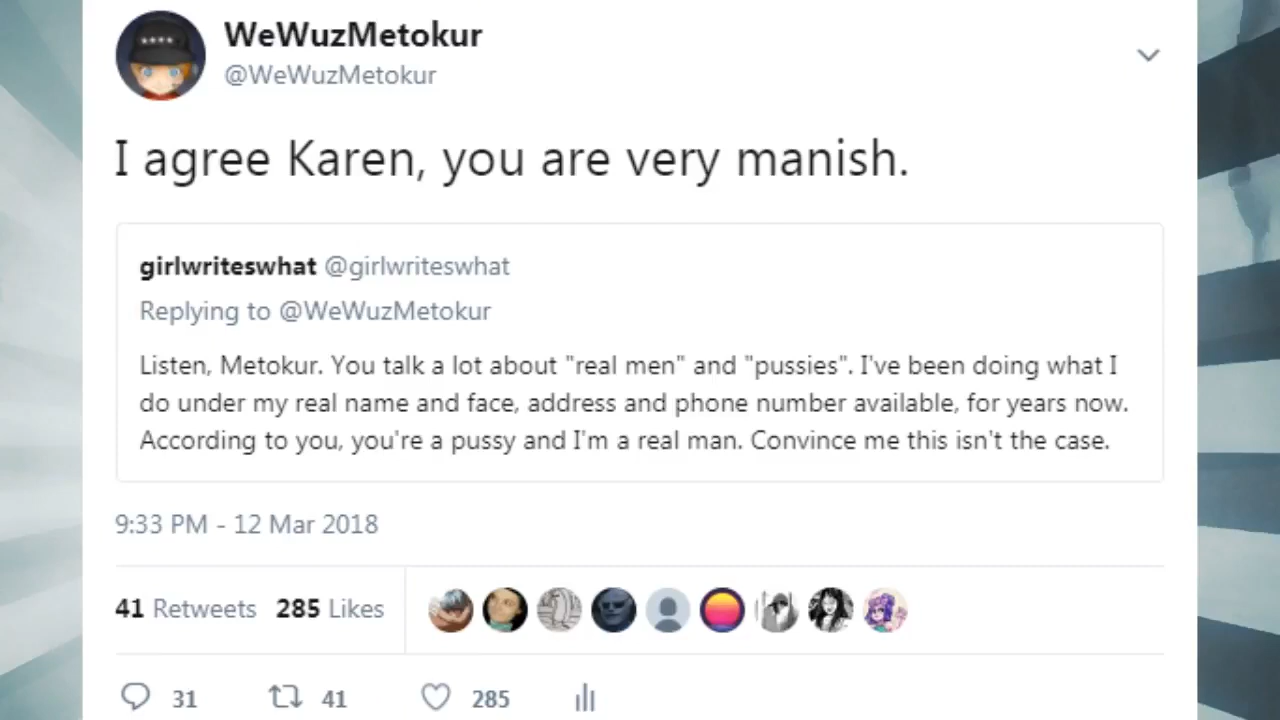 WeWuzMetokur
@WeWuzMetokur
I agree Karen, you are very manish.
girlwriteswhat @girlwriteswhat
Replying to @WeWuzMetokur
Listen, Metokur. You talk a lot about "real men" and "pussies". I've been doing what I
do under my real name and face, address and phone number available, for years now.
According to you, you're a pussy and I'm a real man. Convince me this isn't the case.
9:33 PM - 12 Mar 2018
41 Retweets 285 Likes
31 41 285